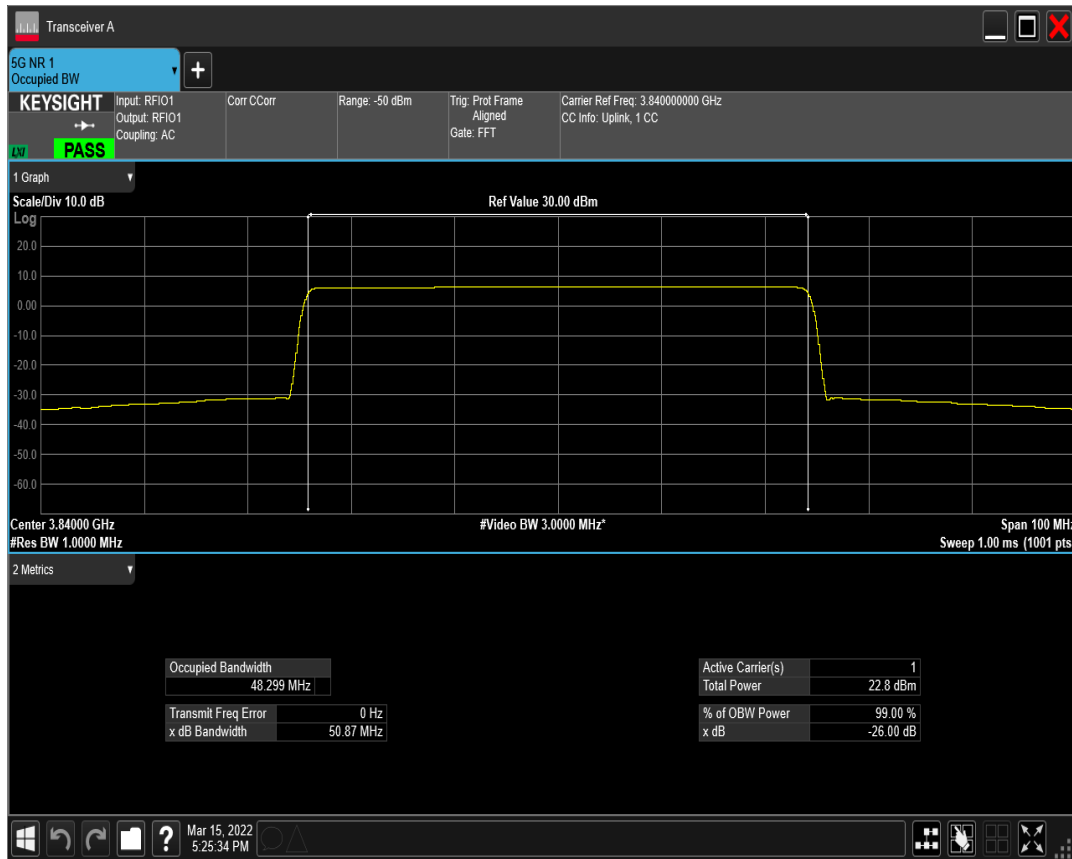 Transceiver A
5G NR 1
Occupied BW
+
KEYSIGHT
LXI
PASS
Input: RFIO1
Output: RFIO1
Coupling: AC
Corr CCorr
Range: -50 dBm
Trig: Prot Frame
Aligned
Gate: FFT
Carrier Ref Freq: 3.840000000 GHz
CC Info: Uplink, 1 CC
1 Graph
Scale/Div 10.0 dB
Ref Value 30.00 dBm
Log
20.0
10.0
0.00
-10.0
-20.0
-30.0
-40.0
-50.0
-60.0
Center 3.84000 GHz
#Video BW 3.0000 MHz*
Span 100 MHz
#Res BW 1.0000 MHz
Sweep 1.00 ms (1001 pts
2 Metrics
Occupied Bandwidth
48.299 MHz
Transmit Freq Error 0 Hz
x dB Bandwidth 50.87 MHz
Active Carrier(s) 1
Total Power 22.8 dBm
% of OBW Power 99.00 %
x dB -26.00 dB
?
Mar 15, 2022
5:25:34 PM